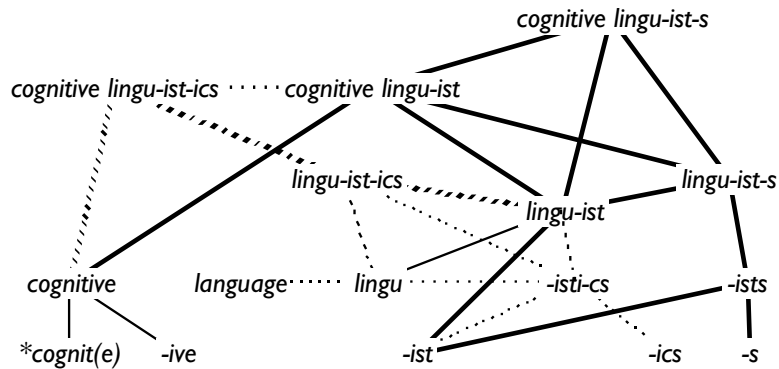 cognitive lingu-ist-s
cognitive lingu-ist-ics cognitive lingu-ist
lingu-ist-ics lingu-ist-s
lingu-ist
cognitive language lingu -isti-cs -ists
*cognit(e) -ive -ist -ics -s